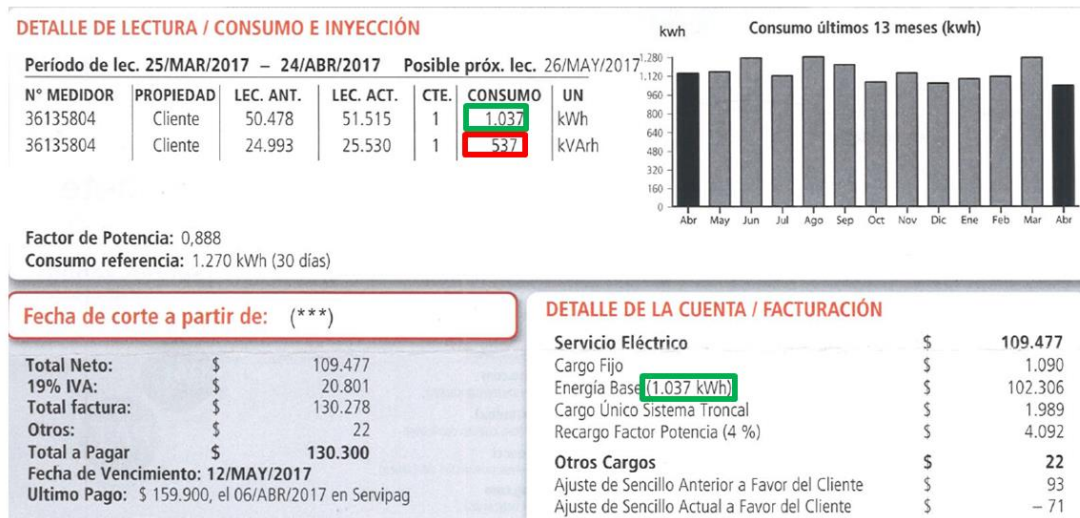 DETALLE DE LECTURA / CONSUMO E INYECCIÓN
Período de lec. 25/MAR/2017 – 24/ABR/2017 Posible próx. lec. 26/MAY/2017
N° MEDIDOR PROPIEDAD LEC. ANT. LEC. ACT. CTE. CONSUMO UN
36135804 Cliente 50.478 51.515 1 1.037 kWh
36135804 Cliente 24.993 25.530 1 537 kVArh
Factor de Potencia: 0,888
Consumo referencia: 1.270 kWh (30 días)
kwh Consumo últimos 13 meses (kwh)
1.280
1.120
960
800
640
480
320
160
0
Abr May Jun Jul Ago Sep Oct Nov Dic Ene Feb Mar Abr
Fecha de corte a partir de: (***)
Total Neto: $ 109.477
19% IVA: $ 20.801
Total factura: $ 130.278
Otros: $ 22
Total a Pagar $ 130.300
Fecha de Vencimiento: 12/MAY/2017
Ultimo Pago: $ 159.900, el 06/ABR/2017 en Servipag
DETALLE DE LA CUENTA / FACTURACIÓN
Servicio Eléctrico $ 109.477
Cargo Fijo $ 1.090
Energía Base (1.037 kWh) $ 102.306
Cargo Único Sistema Troncal $ 1.989
Recargo Factor Potencia (4 %) $ 4.092
Otros Cargos $ 22
Ajuste de Sencillo Anterior a Favor del Cliente $ 93
Ajuste de Sencillo Actual a Favor del Cliente $ – 71